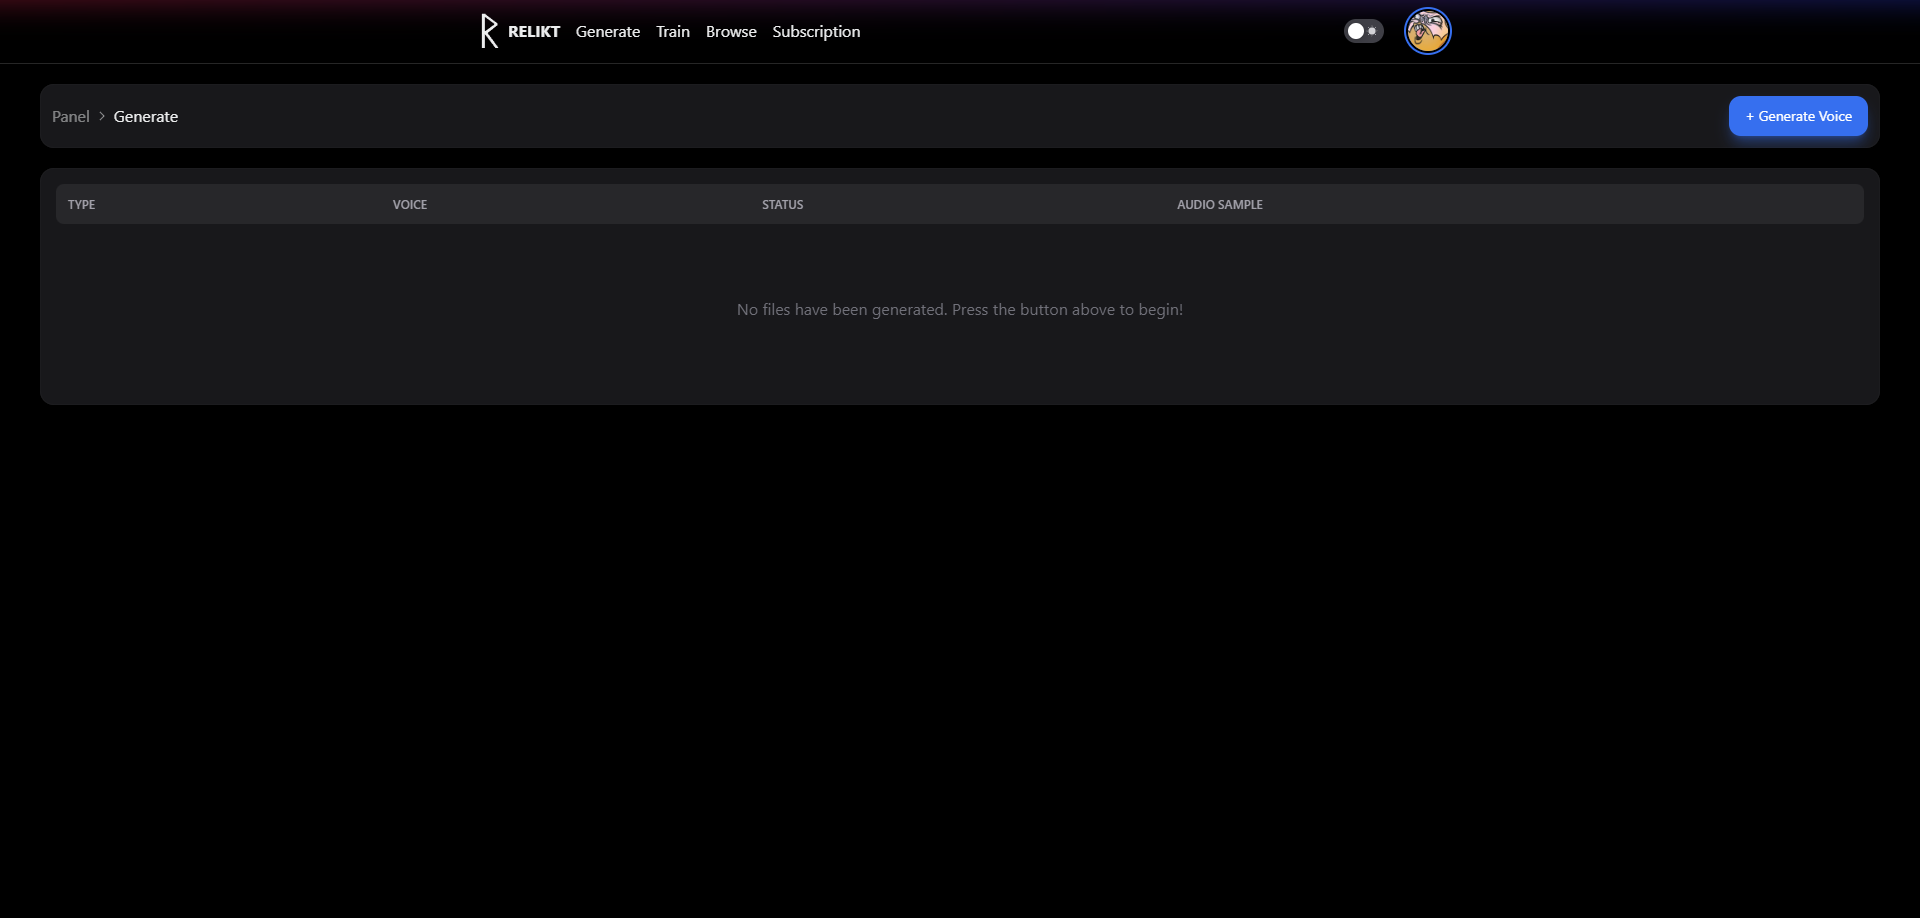 RELIKT Generate Train Browse Subscription
Panel > Generate
+ Generate Voice
TYPE VOICE STATUS AUDIO SAMPLE
No files have been generated. Press the button above to begin!